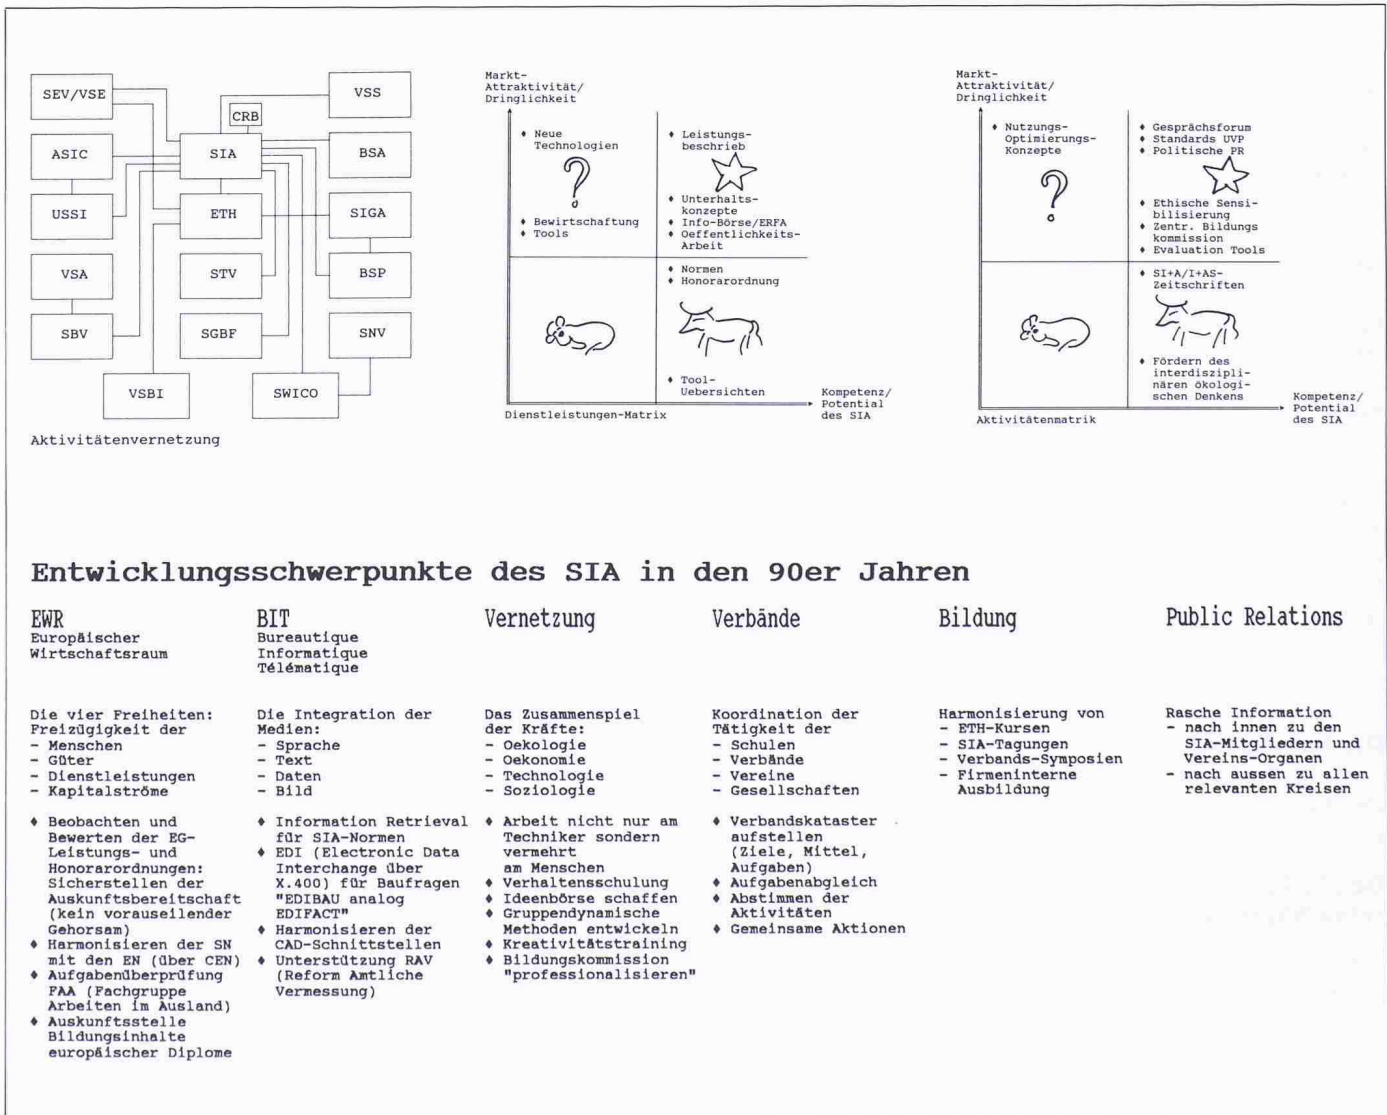 SEV/VSE
VSS
CRB
ASIC
SIA
BSA
USSI
ETH
SIGA
VSA
STV
BSP
SBV
SGBF
SNV
VSBI
SWICO
Aktivitätenvernetzung
Markt-
Attraktivität/
Dringlichkeit
♦ Neue
Technologien
?
♦ Bewirtschaftung
♦ Tools
♦ Leistungs-
beschrieb
♦ Unterhalts-
konzepte
♦ Info-Börse/ERFA
♦ Oeffentlichkeits-
Arbeit
♦ Normen
♦ Honorarordnung
♦ Tool-
Uebersichten
Kompetenz/
Potential
des SIA
Dienstleistungen-Matrix
Markt-
Attraktivität/
Dringlichkeit
♦ Nutzungs-
Optimierungs-
Konzepte
?
♦ Gesprächsforum
♦ Standards UVP
♦ Politische PR
♦ Ethische Sensi-
bilisierung
♦ Zentr. Bildungs
kommission
♦ Evaluation Tools
♦ SI+A/I+AS-
Zeitschriften
♦ Fördern des
interdiszipli-
nären ökologi-
schen Denkens
Kompetenz/
Potential
des SIA
Aktivitätenmatrik
Entwicklungsschwerpunkte des SIA in den 90er Jahren
EWR
Europäischer
Wirtschaftsraum
Die vier Freiheiten:
Freizügigkeit der
- Menschen
- Güter
- Dienstleistungen
- Kapitalströme
♦ Beobachten und
Bewerten der EG-
Leistungs- und
Honorarordnungen:
Sicherstellen der
Auskunftsbereitschaft
(kein vorauseilender
Gehorsam)
♦ Harmonisieren der SN
mit den EN (über CEN)
♦ Aufgabenüberprüfung
FAA (Fachgruppe
Arbeiten im Ausland)
♦ Auskunftsstelle
Bildungsinhalte
europäischer Diplome
BIT
Bureautique
Informatique
Télématique
Die Integration der
Medien:
- Sprache
- Text
- Daten
- Bild
♦ Information Retrieval
für SIA-Normen
♦ EDI (Electronic Data
Interchange über
X.400) für Baufragen
"EDIBAU analog
EDIFACT"
♦ Harmonisieren der
CAD-Schnittstellen
♦ Unterstützung RAV
(Reform Amtliche
Vermessung)
Vernetzung
Das Zusammenspiel
der Kräfte:
- Oekologie
- Oekonomie
- Technologie
- Soziologie
♦ Arbeit nicht nur am
Techniker sondern
vermehrt
am Menschen
♦ Verhaltensschulung
♦ Ideenbörse schaffen
♦ Gruppendynamische
Methoden entwickeln
♦ Kreativitätstraining
♦ Bildungskommission
"professionalisieren"
Verbände
Koordination der
Tätigkeit der
- Schulen
- Verbände
- Vereine
- Gesellschaften
♦ Verbandskataster
aufstellen
(Ziele, Mittel,
Aufgaben)
♦ Aufgabenabgleich
♦ Abstimmen der
Aktivitäten
♦ Gemeinsame Aktionen
Bildung
Harmonisierung von
- ETH-Kursen
- SIA-Tagungen
- Verbands-Symposien
- Firmeninterne
Ausbildung
Public Relations
Rasche Information
- nach innen zu den
SIA-Mitgliedern und
Vereins-Organen
- nach aussen zu allen
relevanten Kreisen